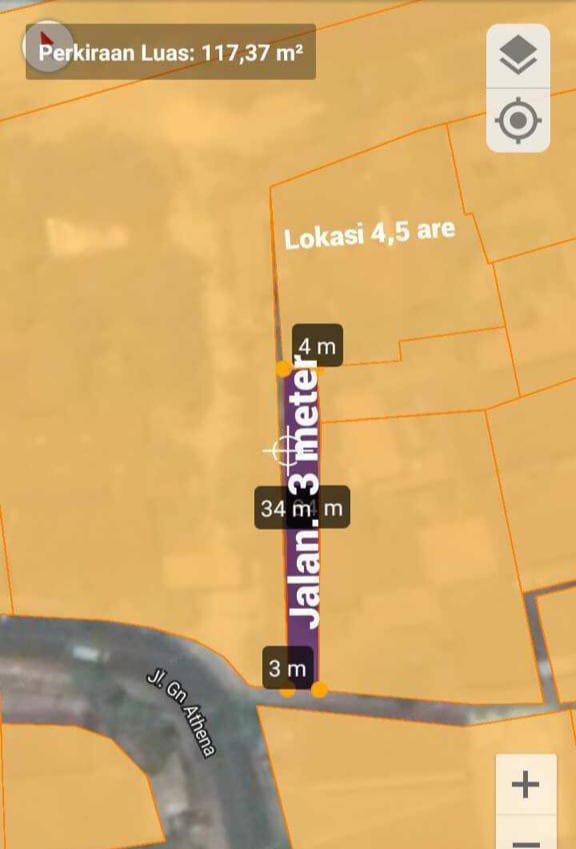 Perkiraan Luas: 117,37 m²
Lokasi 4,5 are
4 m
Jalan. 3 meter
34 m
m
3 m
Jl. Gn Athena